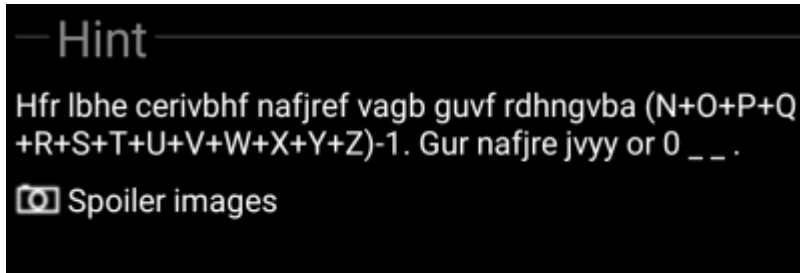 Hint
Hfr lbhe cerivbhf nafjref vagb guvf rdhngvba (N+O+P+Q
+R+S+T+U+V+W+X+Y+Z)-1. Gur nafjre jvyy or 0 _ _ .
Spoiler images